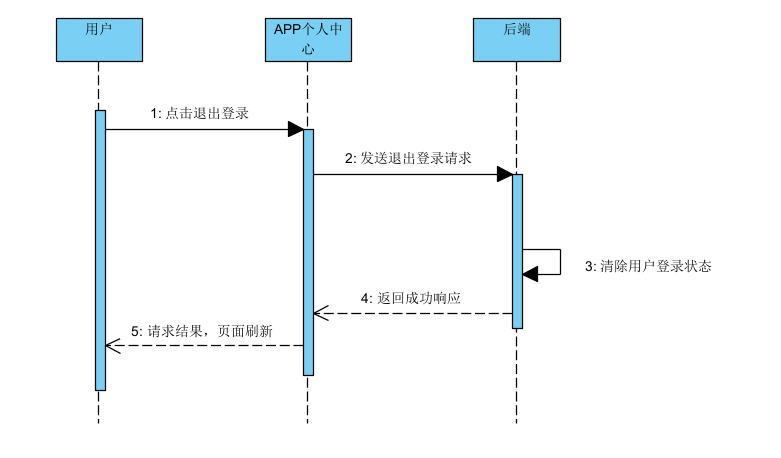 用户
APP个人中
心
后端
1: 点击退出登录
2: 发送退出登录请求
3: 清除用户登录状态
4: 返回成功响应
5: 请求结果，页面刷新